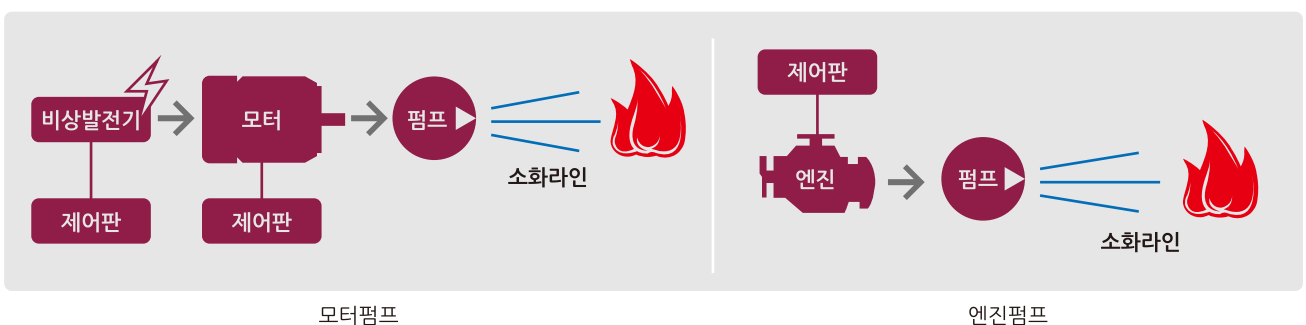 비상발전기
모터
펌프
제어판
제어판
소화라인
모터펌프
제어판
엔진
펌프
소화라인
엔진펌프